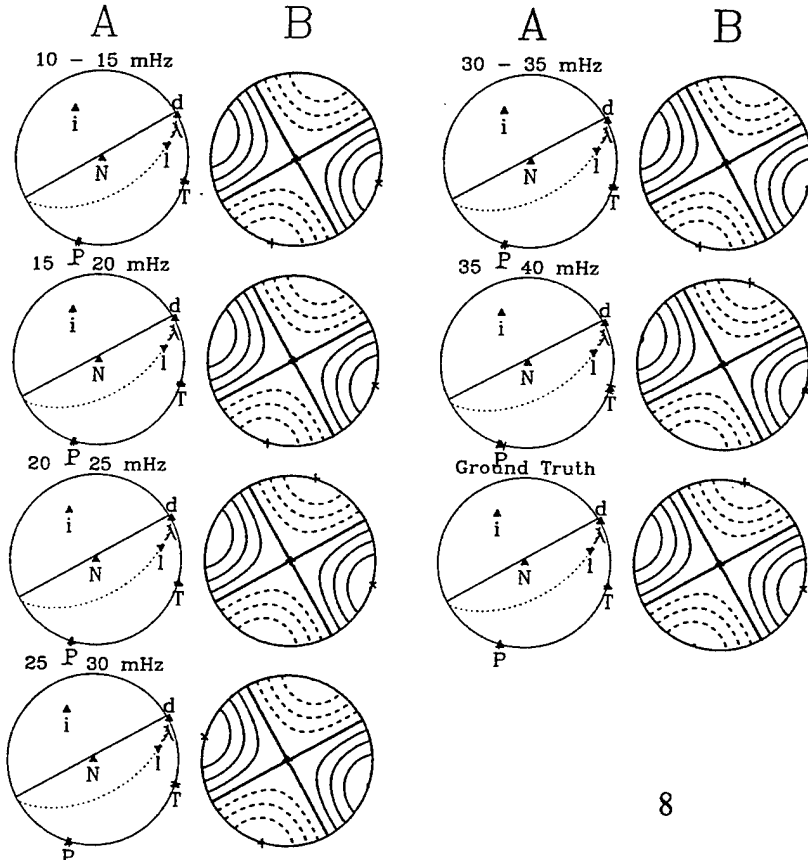 A B
10 - 15 mHz
d
i
λ
l
N
T
P
15 - 20 mHz
d
i
λ
l
N
T
P
20 25 mHz
d
i
λ
l
N
T
P
25 30 mHz
d
i
λ
l
N
T
P
A B
30 - 35 mHz
d
i
λ
l
N
T
P
35 40 mHz
d
i
λ
l
N
T
P
Ground Truth
d
i
λ
l
N
T
P
8